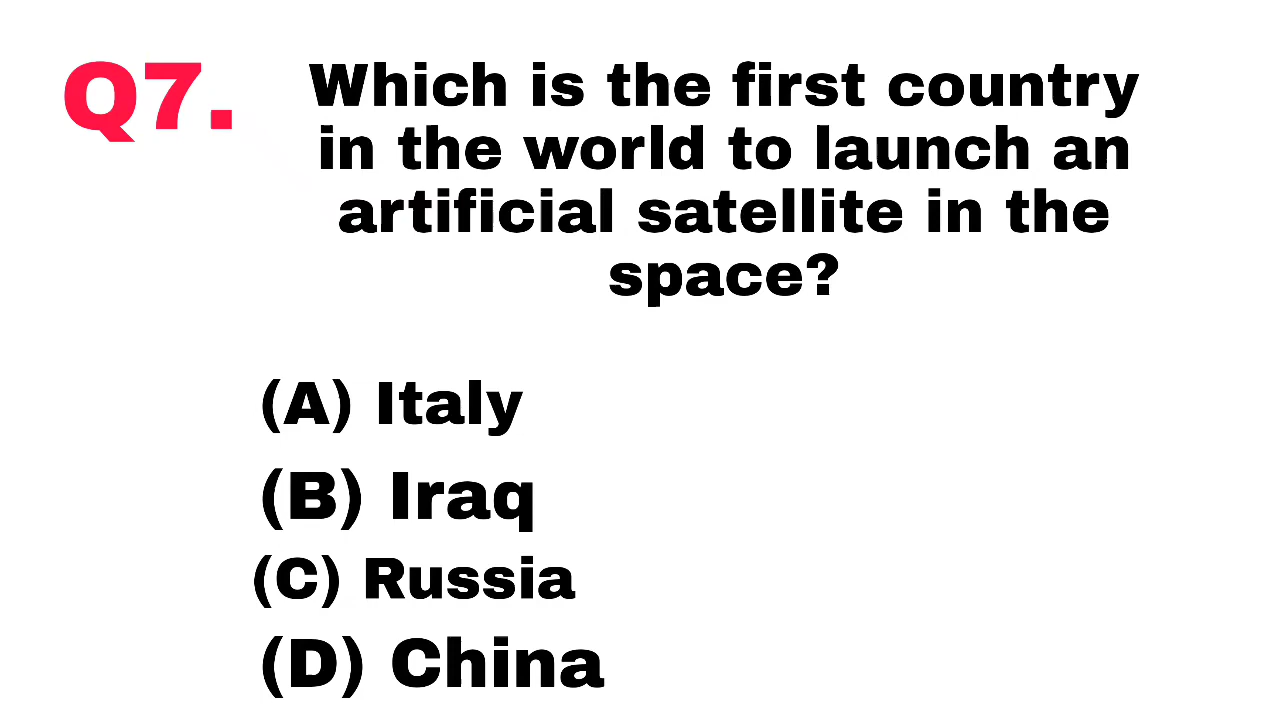 Q7.
Which is the first country
in the world to launch an
artificial satellite in the
space?
(A) Italy
(B) Iraq
(C) Russia
(D) China